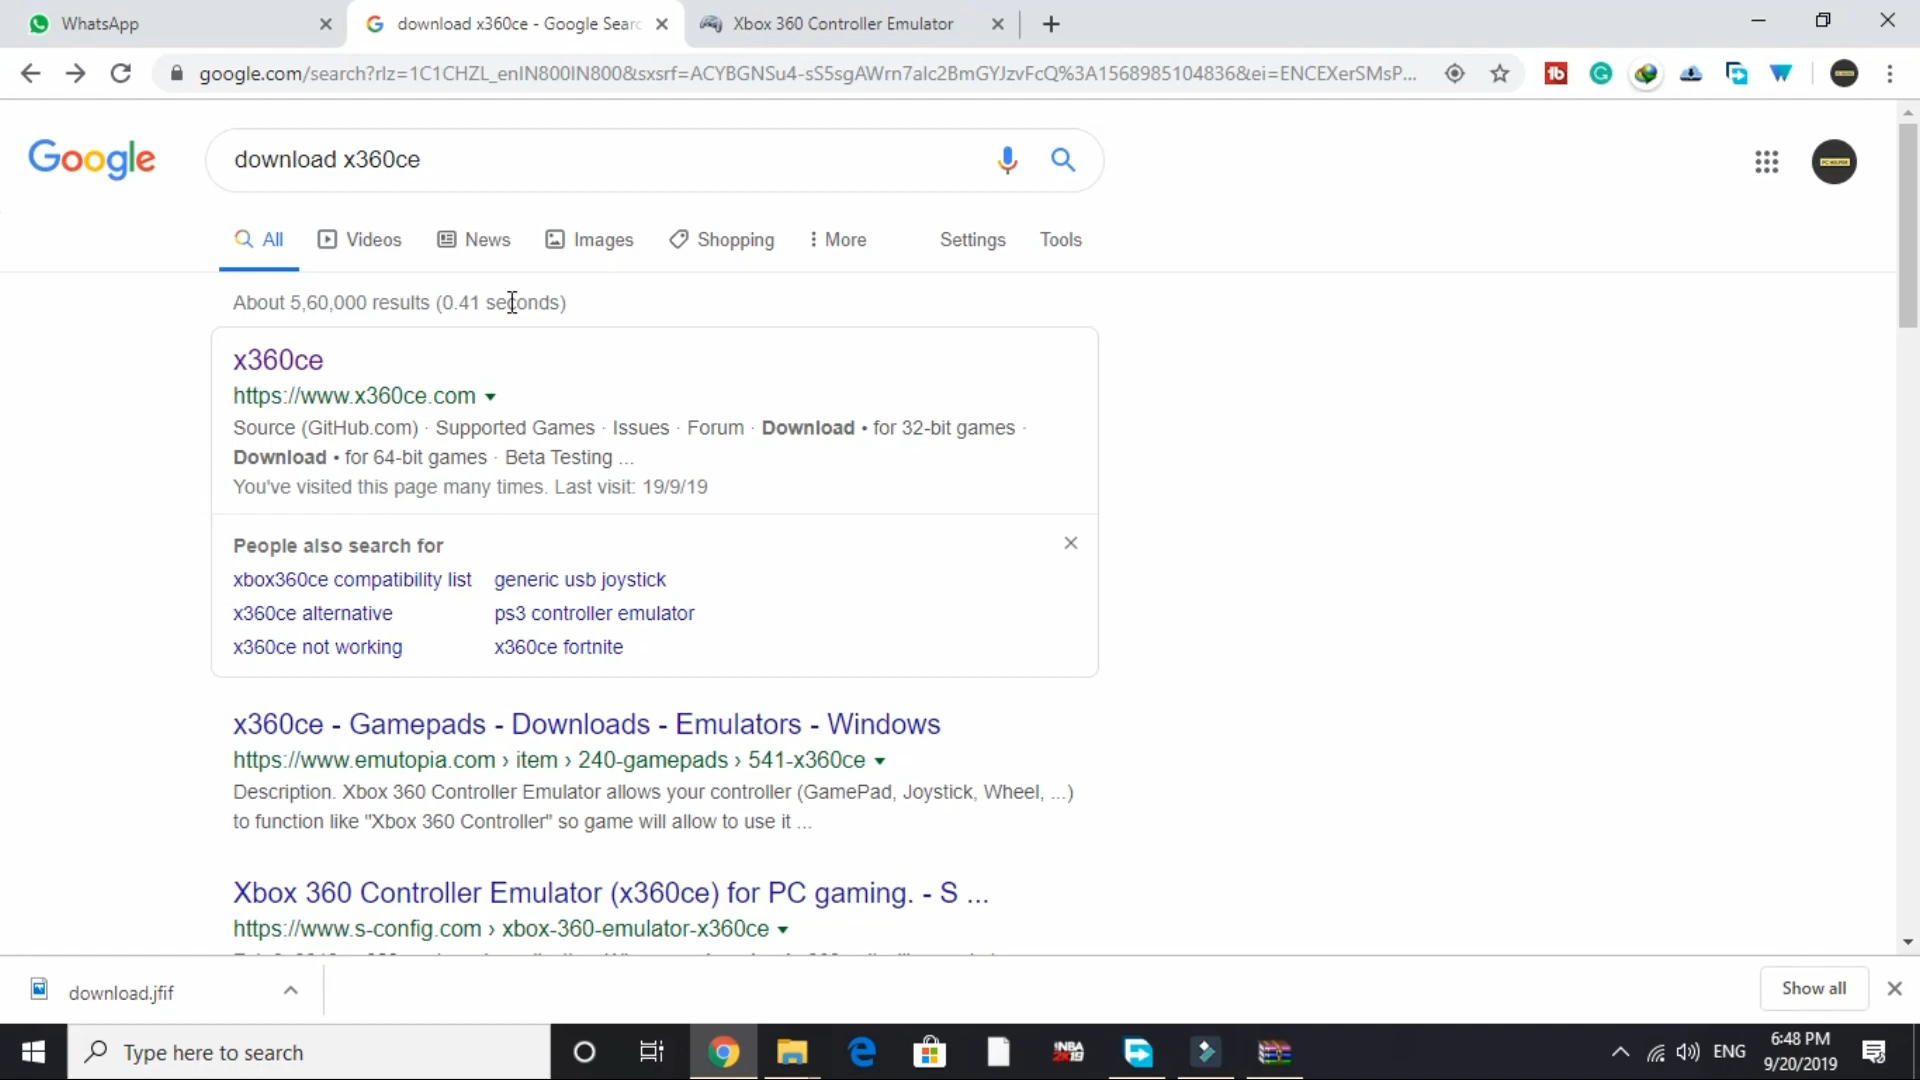 WhatsApp
download x360ce - Google Searc
Xbox 360 Controller Emulator
google.com/search?rlz=1C1CHZL_enIN800IN800&sxsrf=ACYBGNSu4-sS5sgAWrn7alc2BmGYJzvFcQ%3A1568985104836&ei=ENCEXerSMsP...
Google
download x360ce
PC HELPER
All
Videos
News
Images
Shopping
More
Settings
Tools
About 5,60,000 results (0.41 seconds)
x360ce
https://www.x360ce.com
Source (GitHub.com) · Supported Games · Issues · Forum · Download • for 32-bit games ·
Download • for 64-bit games · Beta Testing ...
You've visited this page many times. Last visit: 19/9/19
People also search for
xbox360ce compatibility list
generic usb joystick
x360ce alternative
ps3 controller emulator
x360ce not working
x360ce fortnite
x360ce - Gamepads - Downloads - Emulators - Windows
https://www.emutopia.com › item › 240-gamepads › 541-x360ce
Description. Xbox 360 Controller Emulator allows your controller (GamePad, Joystick, Wheel, ...)
to function like "Xbox 360 Controller" so game will allow to use it ...
Xbox 360 Controller Emulator (x360ce) for PC gaming. - S ...
https://www.s-config.com › xbox-360-emulator-x360ce
download.jfif
Show all
Type here to search
NBA
2K19
ENG
6:48 PM
9/20/2019